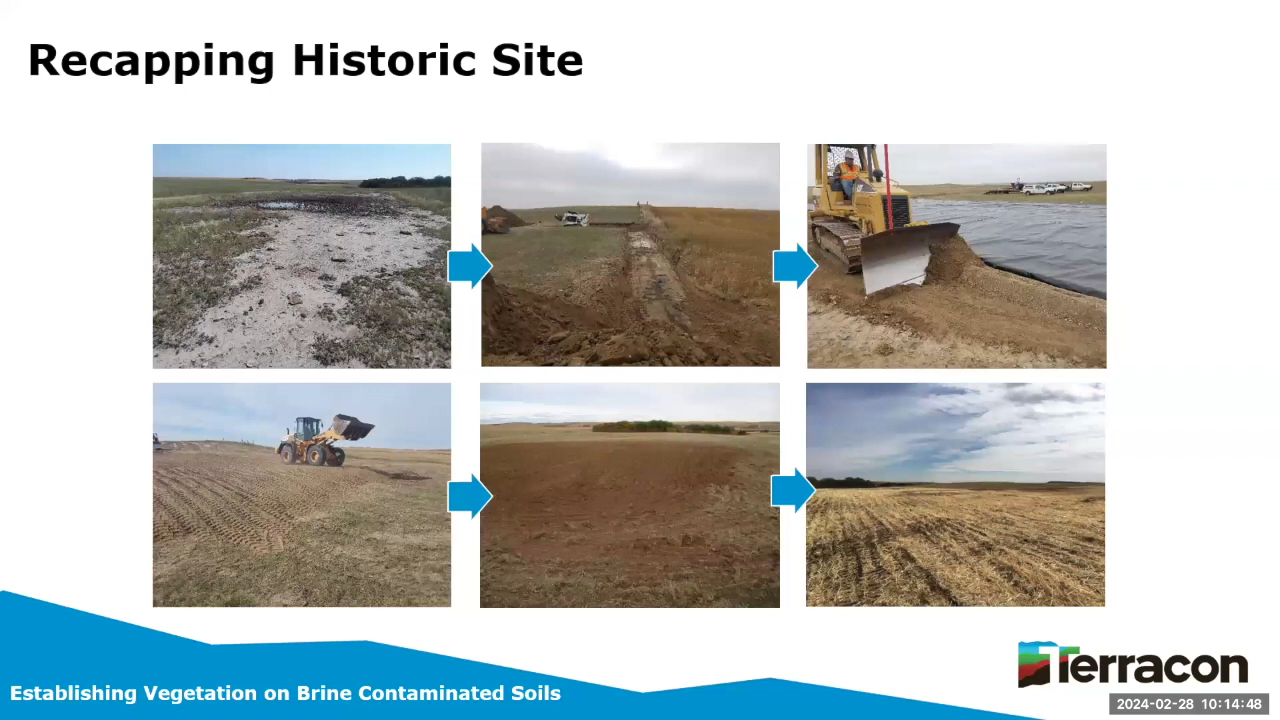 Recapping Historic Site
Establishing Vegetation on Brine Contaminated Soils
Terracon
2024-02-28 10:14:48